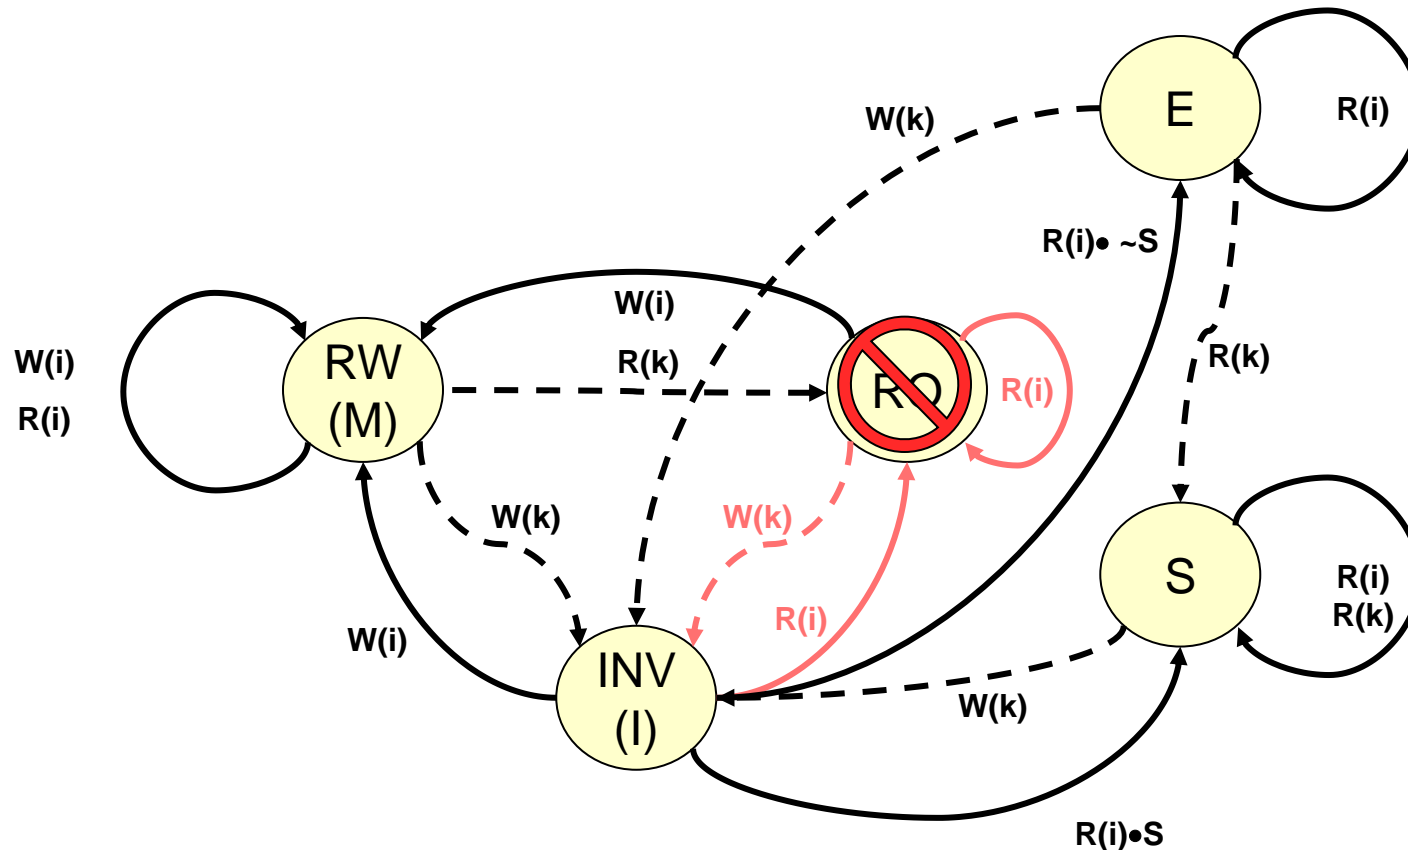 E
R(i)
W(k)
R(i)• ~S
W(i)
R(k)
R(k)
RW
(M)
RO
R(i)
W(i)
R(i)
W(k)
W(k)
R(i)
S
R(i)
R(k)
W(i)
INV
(I)
W(k)
R(i)•S